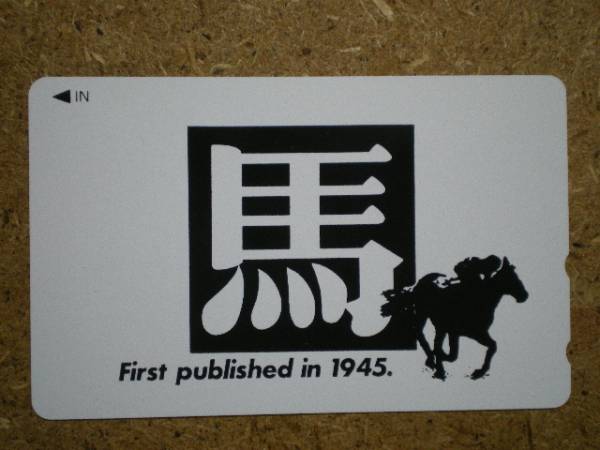 ◀IN
馬
First published in 1945.